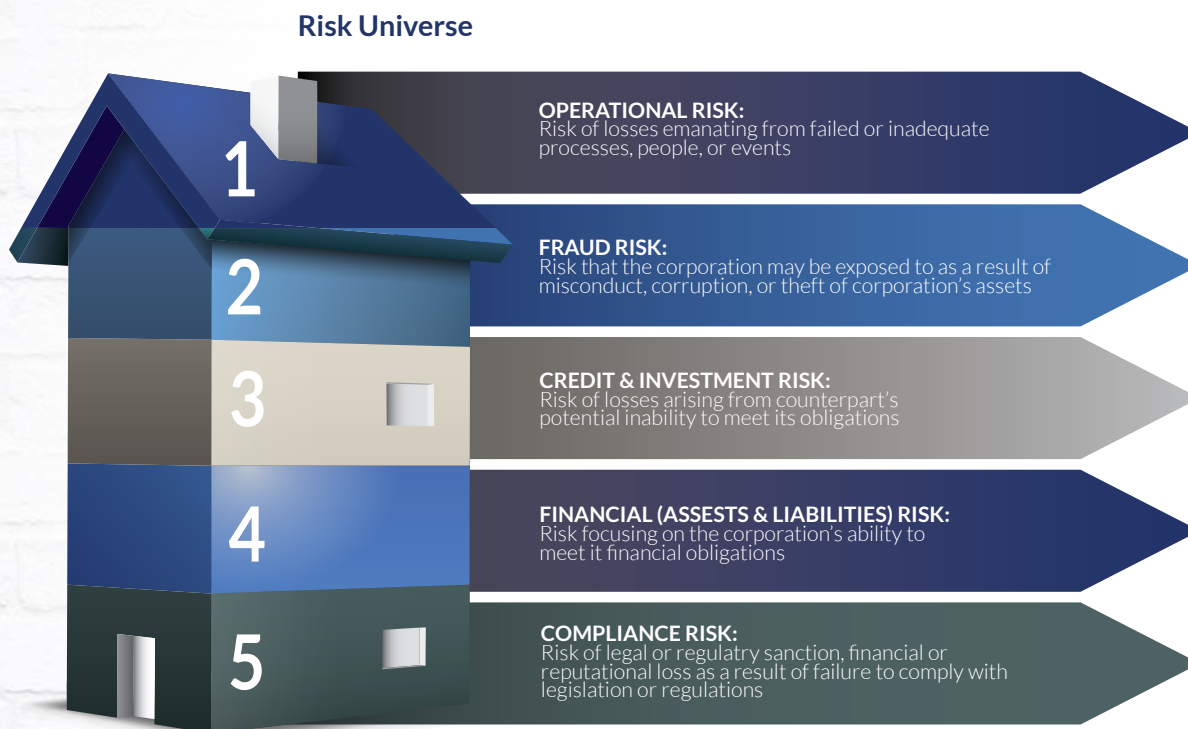 Risk Universe
1
OPERATIONAL RISK:
Risk of losses emanating from failed or inadequate
processes, people, or events
2
FRAUD RISK:
Risk that the corporation may be exposed to as a result of
misconduct, corruption, or theft of corporation's assets
3
CREDIT & INVESTMENT RISK:
Risk of losses arising from counterpart's
potential inability to meet its obligations
4
FINANCIAL (ASSESTS & LIABILITIES) RISK:
Risk focusing on the corporation's ability to
meet it financial obligations
5
COMPLIANCE RISK:
Risk of legal or regulatry sanction, financial or
reputational loss as a result of failure to comply with
legislation or regulations